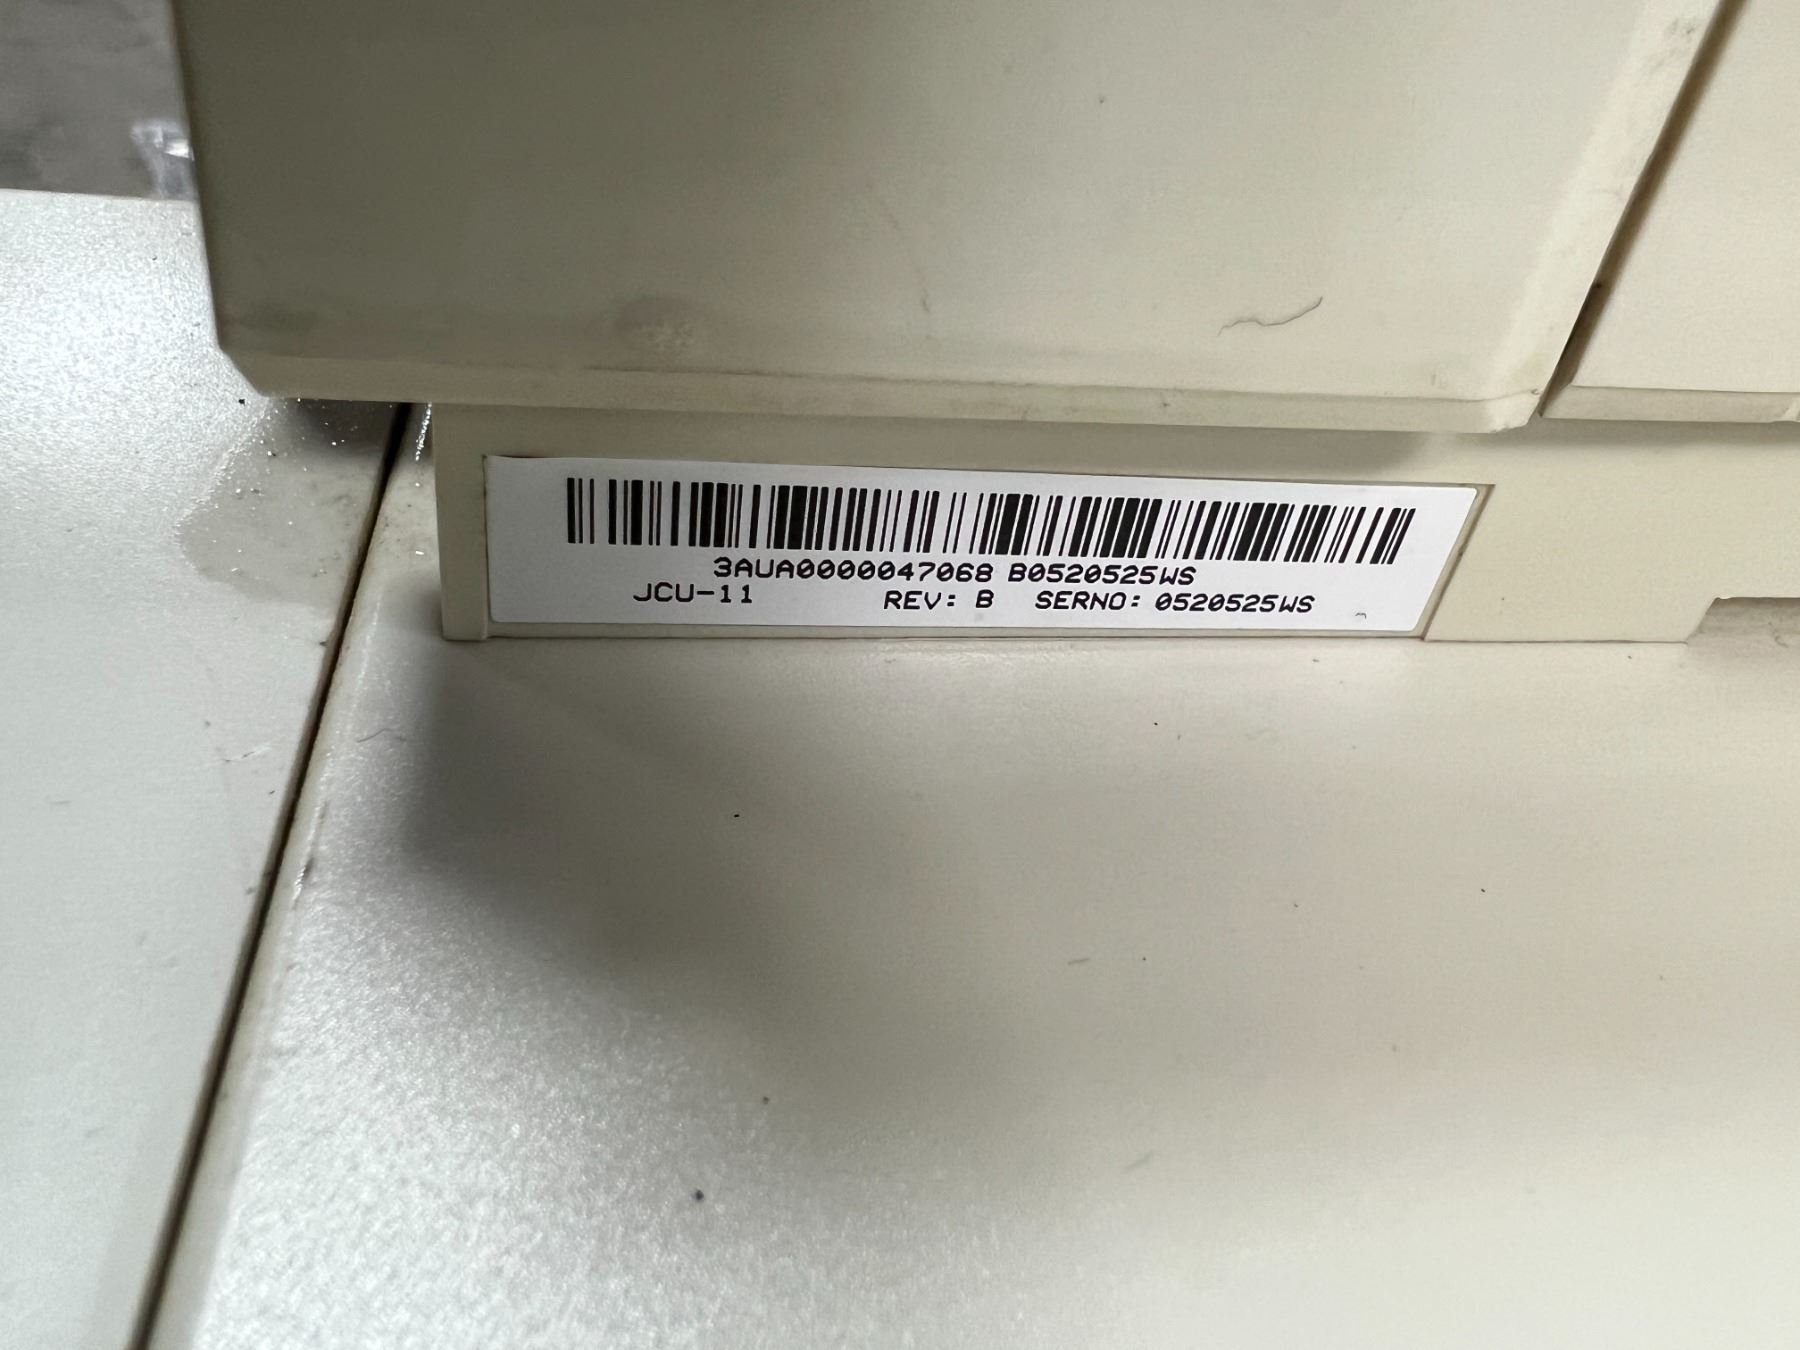 3AUA0000047068 B0520525WS
JCU-11 REV: B SERNO: 0520525WS